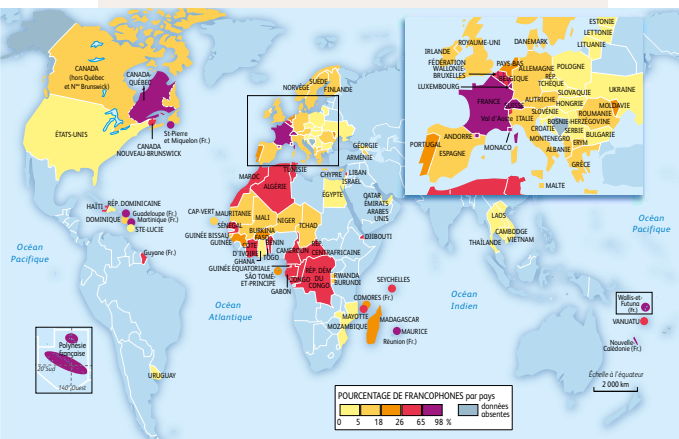 CANADA
(hors Québec
et Nᵉᵃᵘ Brunswick)
CANADA-
QUÉBEC
ÉTATS-UNIS
St-Pierre
et Miquelon (Fr.)
CANADA
NOUVEAU-BRUNSWICK
HAÏTI
RÉP. DOMINICAINE
Guadeloupe (Fr.)
DOMINIQUE
Martinique (Fr.)
STE-LUCIE
Guyane (Fr.)
Océan
Pacifique
Polynésie
Française
20°Sud
140°Ouest
URUGUAY
Océan
Atlantique
NORVÈGE
SUÈDE
FINLANDE
GÉORGIE
ARMÉNIE
CHYPRE
LIBAN
ISRAËL
TUNISIE
MAROC
ALGÉRIE
ÉGYPTE
QATAR
ÉMIRATS
ARABES
UNIS
CAP-VERT
MAURITANIE
MALI
NIGER
TCHAD
SÉNÉGAL
GUINÉE BISSAU
GUINÉE
BURKINA
FASO
BÉNIN
CÔTE
D'IVOIRE
GHANA
TOGO
CAMEROUN
RÉP.
CENTRAFRICAINE
DJIBOUTI
GUINÉE ÉQUATORIALE
SÃO TOMÉ-
ET-PRINCIPE
GABON
CONGO
RÉP. DÉM.
DU
CONGO
RWANDA
BURUNDI
SEYCHELLES
COMORES (Fr.)
MAYOTTE
MOZAMBIQUE
MADAGASCAR
MAURICE
Réunion (Fr.)
Océan
Indien
LAOS
CAMBODGE
VIETNAM
THAÏLANDE
Océan
Pacifique
Wallis-et-
Futuna
(Fr.)
VANUATU
Nouvelle-
Calédonie (Fr.)
Échelle à l'équateur
2 000 km
ESTONIE
LETTONIE
LITUANIE
ROYAUME-UNI
DANEMARK
IRLANDE
FÉDÉRATION
WALLONIE-
BRUXELLES
PAYS-BAS
ALLEMAGNE
POLOGNE
BELGIQUE
RÉP.
TCHÈQUE
LUXEMBOURG
UKRAINE
SLOVAQUIE
FRANCE
SUISSE
AUTRICHE
HONGRIE
MOLDAVIE
SLOVÉNIE
ROUMANIE
Val d'Aoste
ITALIE
BOSNIE-HERZÉGOVINE
CROATIE
SERBIE
ANDORRE
MONTENEGRO
BULGARIE
PORTUGAL
MONACO
ERYM
ESPAGNE
ALBANIE
GRÈCE
MALTE
POURCENTAGE DE FRANCOPHONES par pays
0 5 18 26 65 98 %
données
absentes